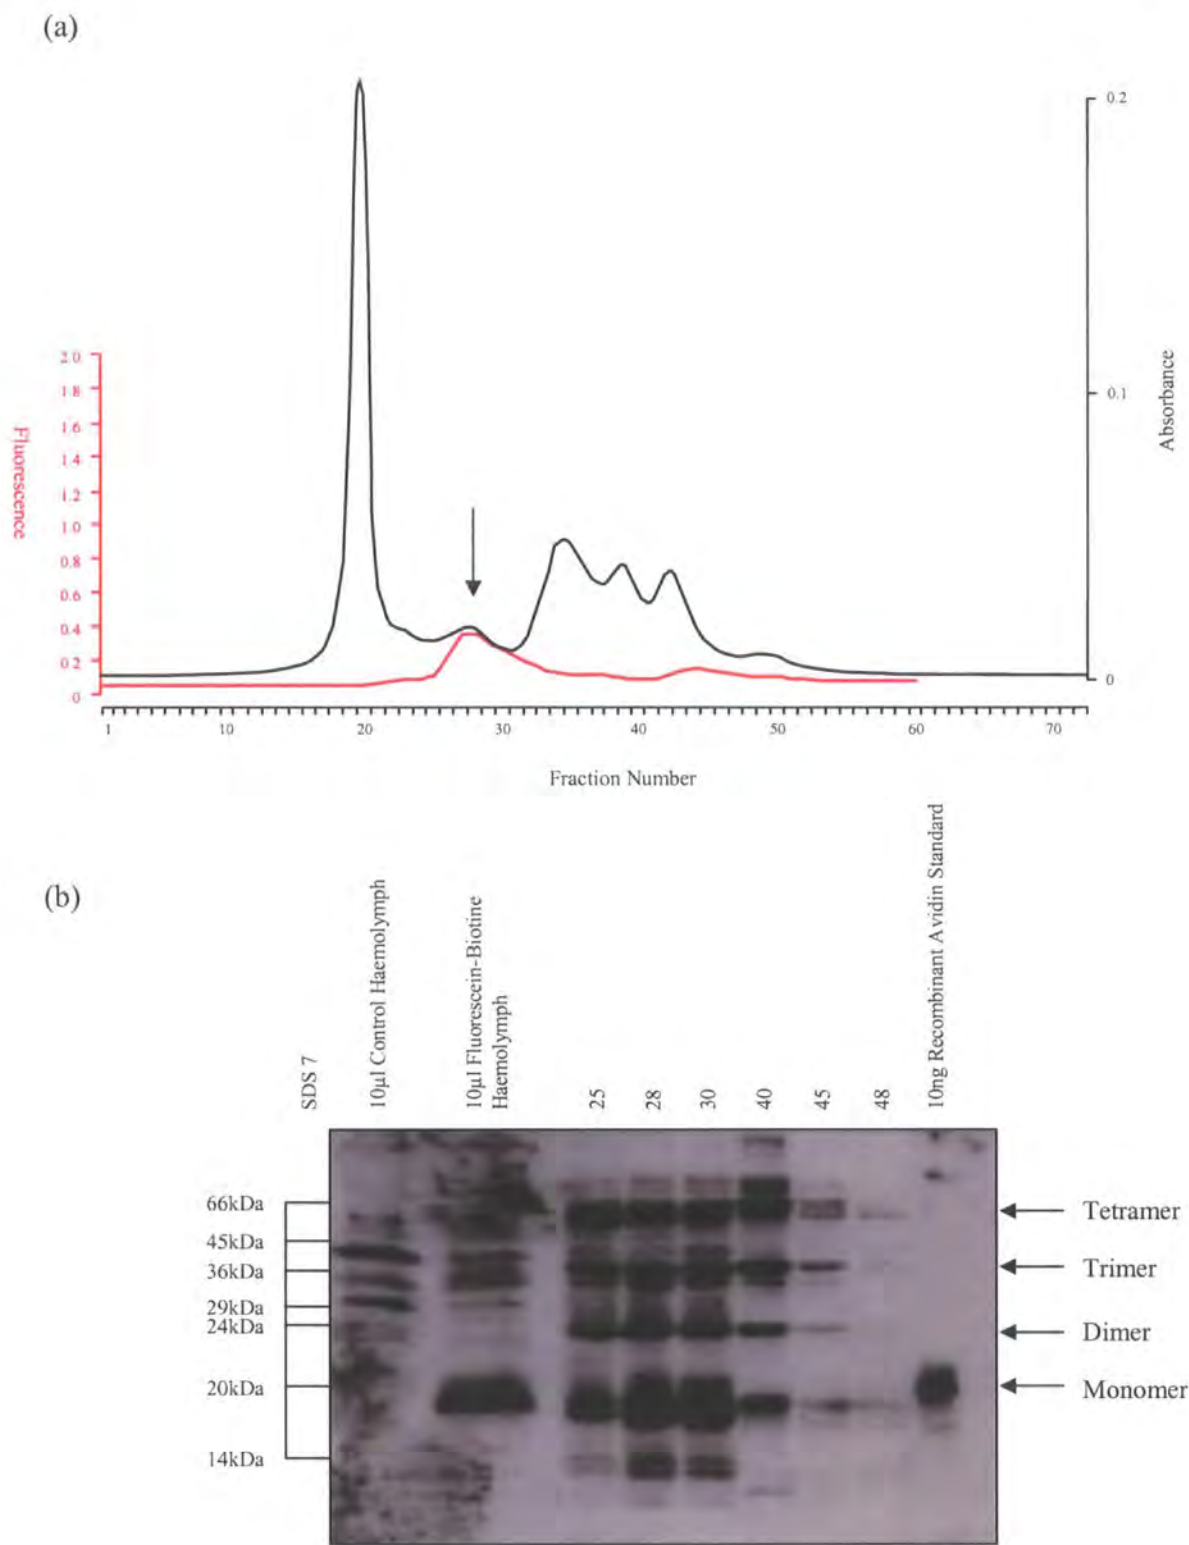 (a)
0.2
0.1
0
Absorbance
2.0
1.8
1.6
1.4
1.2
1.0
0.8
0.6
0.4
0.2
0
Fluorescence
1
10
20
30
40
50
60
70
Fraction Number
(b)
SDS 7
10μl Control Haemolymph
10μl Fluorescein-Biotine
Haemolymph
25
28
30
40
45
48
10ng Recombinant Avidin Standard
66kDa
45kDa
36kDa
29kDa
24kDa
20kDa
14kDa
Tetramer
Trimer
Dimer
Monomer